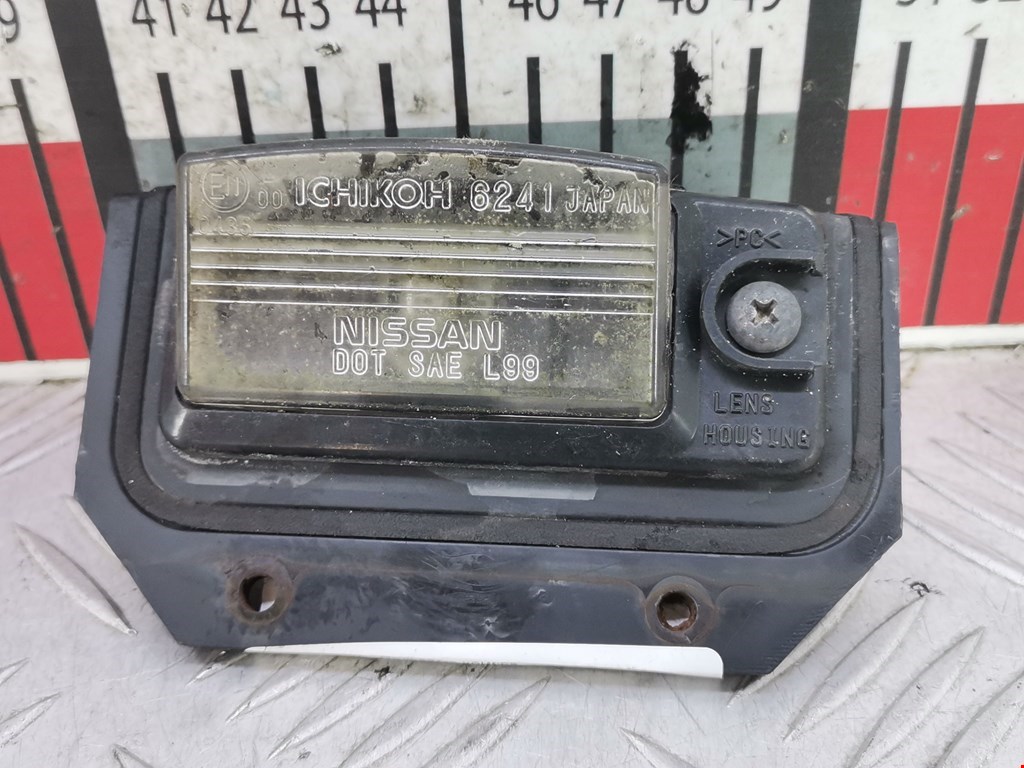 41 42 43 44 46 47 48 49
E11 00 ICHIKOH 6241 JAPAN
>PC<
NISSAN
DOT SAE L99
LENS
HOUSING